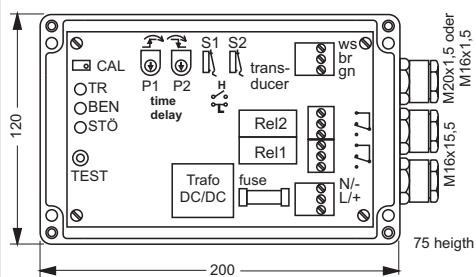 S1 S2
ws
br
gn
CAL
P1 P2
trans-
ducer
time
delay
H
L
TR
BEN
STÖ
TEST
Rel2
Rel1
Trafo
DC/DC
fuse
N/-
L/+
M20x1,5 oder
M16x1,5
M16x15,5
120
200
75 heigth